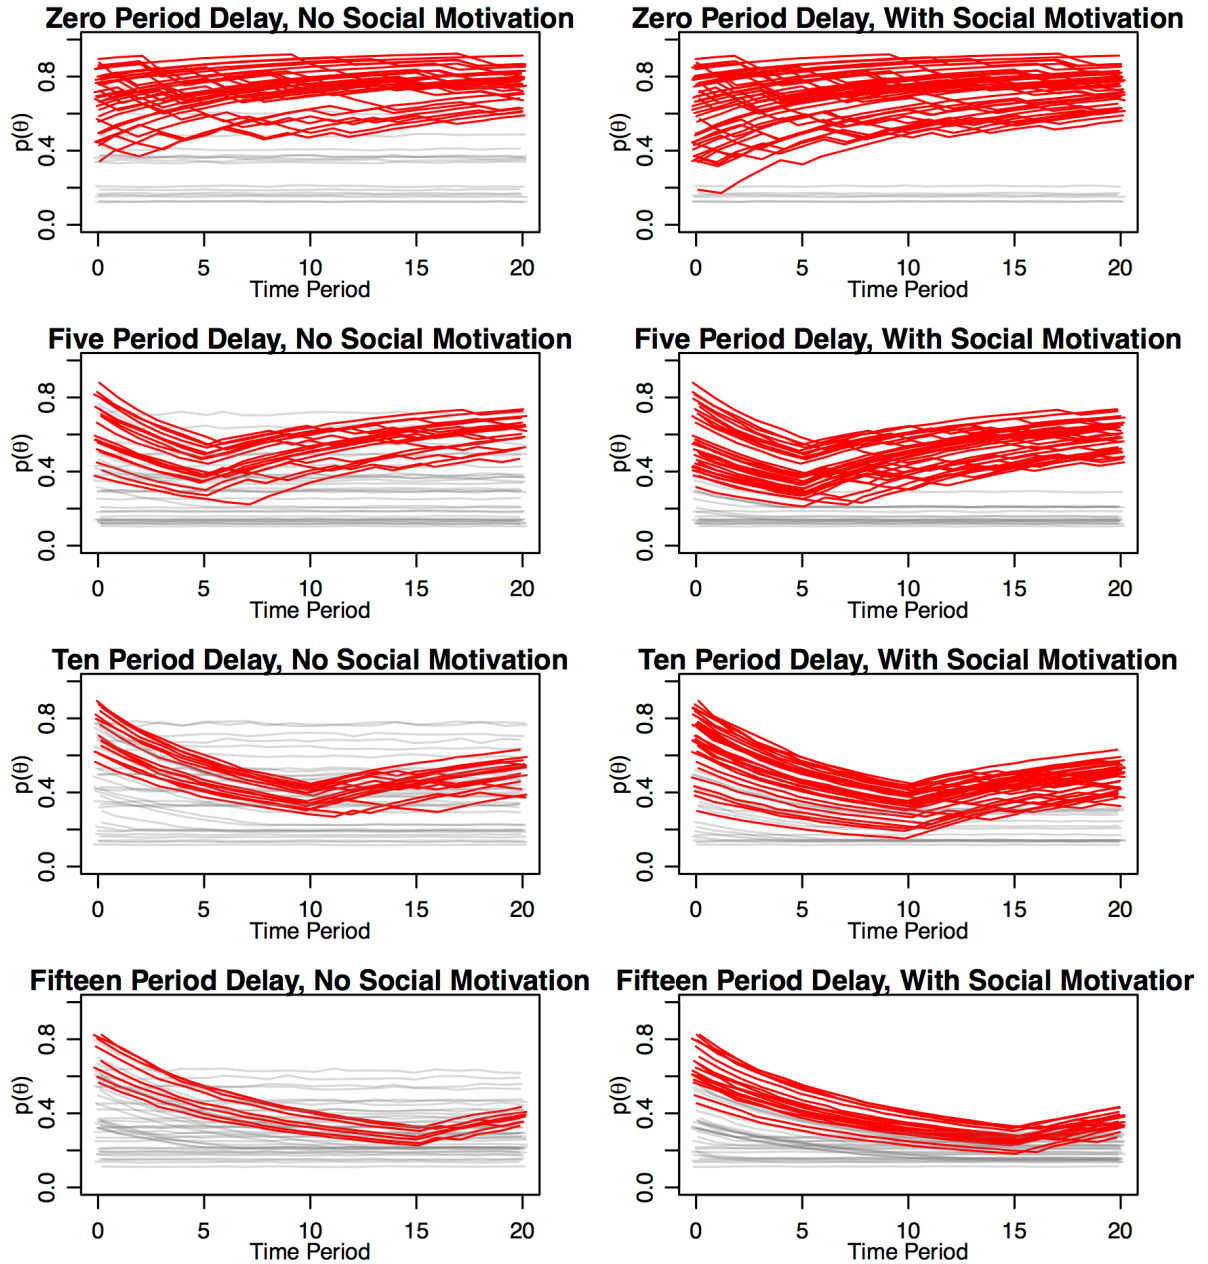 Zero Period Delay, No Social Motivation
p(θ)
0.0 0.4 0.8
0 5 10 15 20
Time Period
Zero Period Delay, With Social Motivation
p(θ)
0.0 0.4 0.8
0 5 10 15 20
Time Period
Five Period Delay, No Social Motivation
p(θ)
0.0 0.4 0.8
0 5 10 15 20
Time Period
Five Period Delay, With Social Motivation
p(θ)
0.0 0.4 0.8
0 5 10 15 20
Time Period
Ten Period Delay, No Social Motivation
p(θ)
0.0 0.4 0.8
0 5 10 15 20
Time Period
Ten Period Delay, With Social Motivation
p(θ)
0.0 0.4 0.8
0 5 10 15 20
Time Period
Fifteen Period Delay, No Social Motivation
p(θ)
0.0 0.4 0.8
0 5 10 15 20
Time Period
Fifteen Period Delay, With Social Motivation
p(θ)
0.0 0.4 0.8
0 5 10 15 20
Time Period